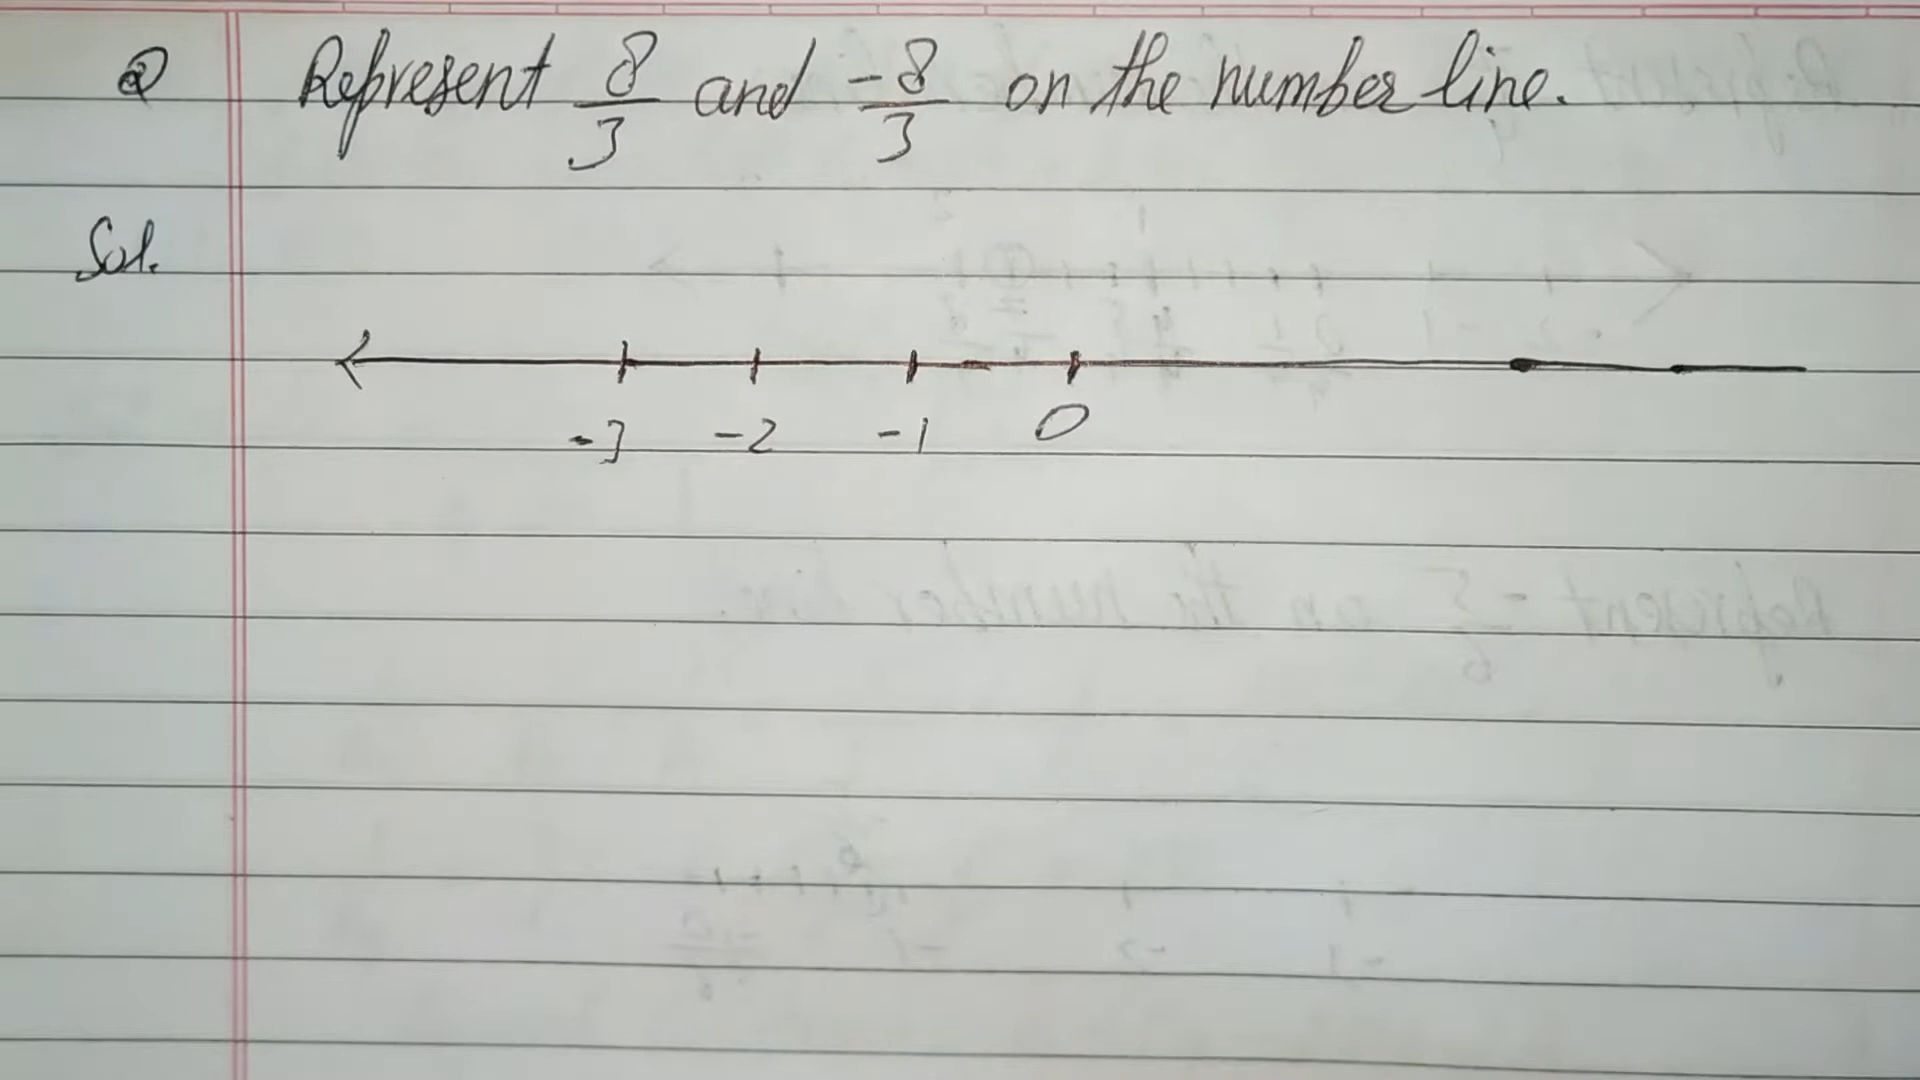 Q Represent 8/3 and -8/3 on the number line.
Sol.
-3 -2 -1 0